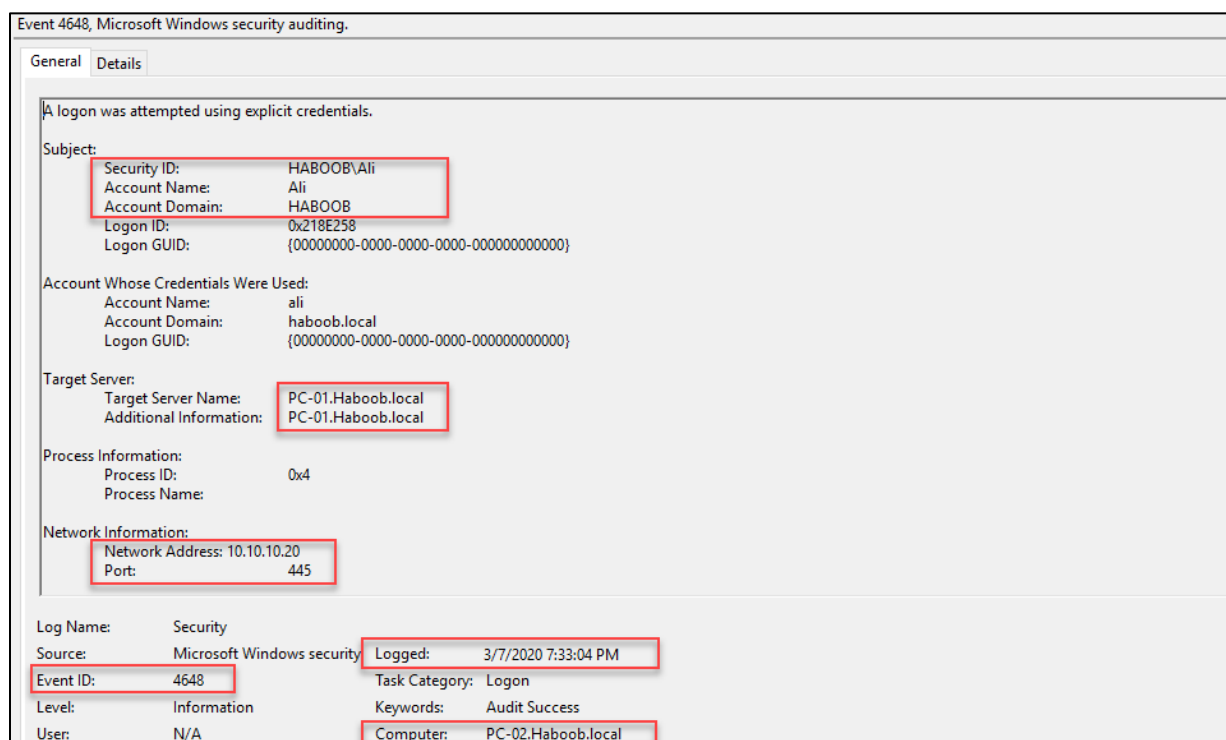 Event 4648, Microsoft Windows security auditing.
General Details
A logon was attempted using explicit credentials.
Subject:
Security ID: HABOOB\Ali
Account Name: Ali
Account Domain: HABOOB
Logon ID: 0x218E258
Logon GUID: {00000000-0000-0000-0000-000000000000}
Account Whose Credentials Were Used:
Account Name: ali
Account Domain: haboob.local
Logon GUID: {00000000-0000-0000-0000-000000000000}
Target Server:
Target Server Name: PC-01.Haboob.local
Additional Information: PC-01.Haboob.local
Process Information:
Process ID: 0x4
Process Name:
Network Information:
Network Address: 10.10.10.20
Port: 445
Log Name: Security
Source: Microsoft Windows security Logged: 3/7/2020 7:33:04 PM
Event ID: 4648 Task Category: Logon
Level: Information Keywords: Audit Success
User: N/A Computer: PC-02.Haboob.local